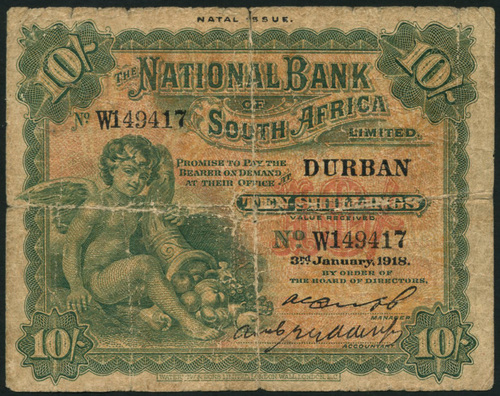 NATAL ISSUE.
10/- 10/-
THE NATIONAL BANK
OF
SOUTH AFRICA
LIMITED.
No W149417
PROMISE TO PAY THE
BEARER ON DEMAND
AT THEIR OFFICE AT DURBAN
TEN SHILLINGS
VALUE RECEIVED
No W149417
3rd January, 1918.
BY ORDER OF
THE BOARD OF DIRECTORS.
MANAGER
ACCOUNTANT
10/- 10/-